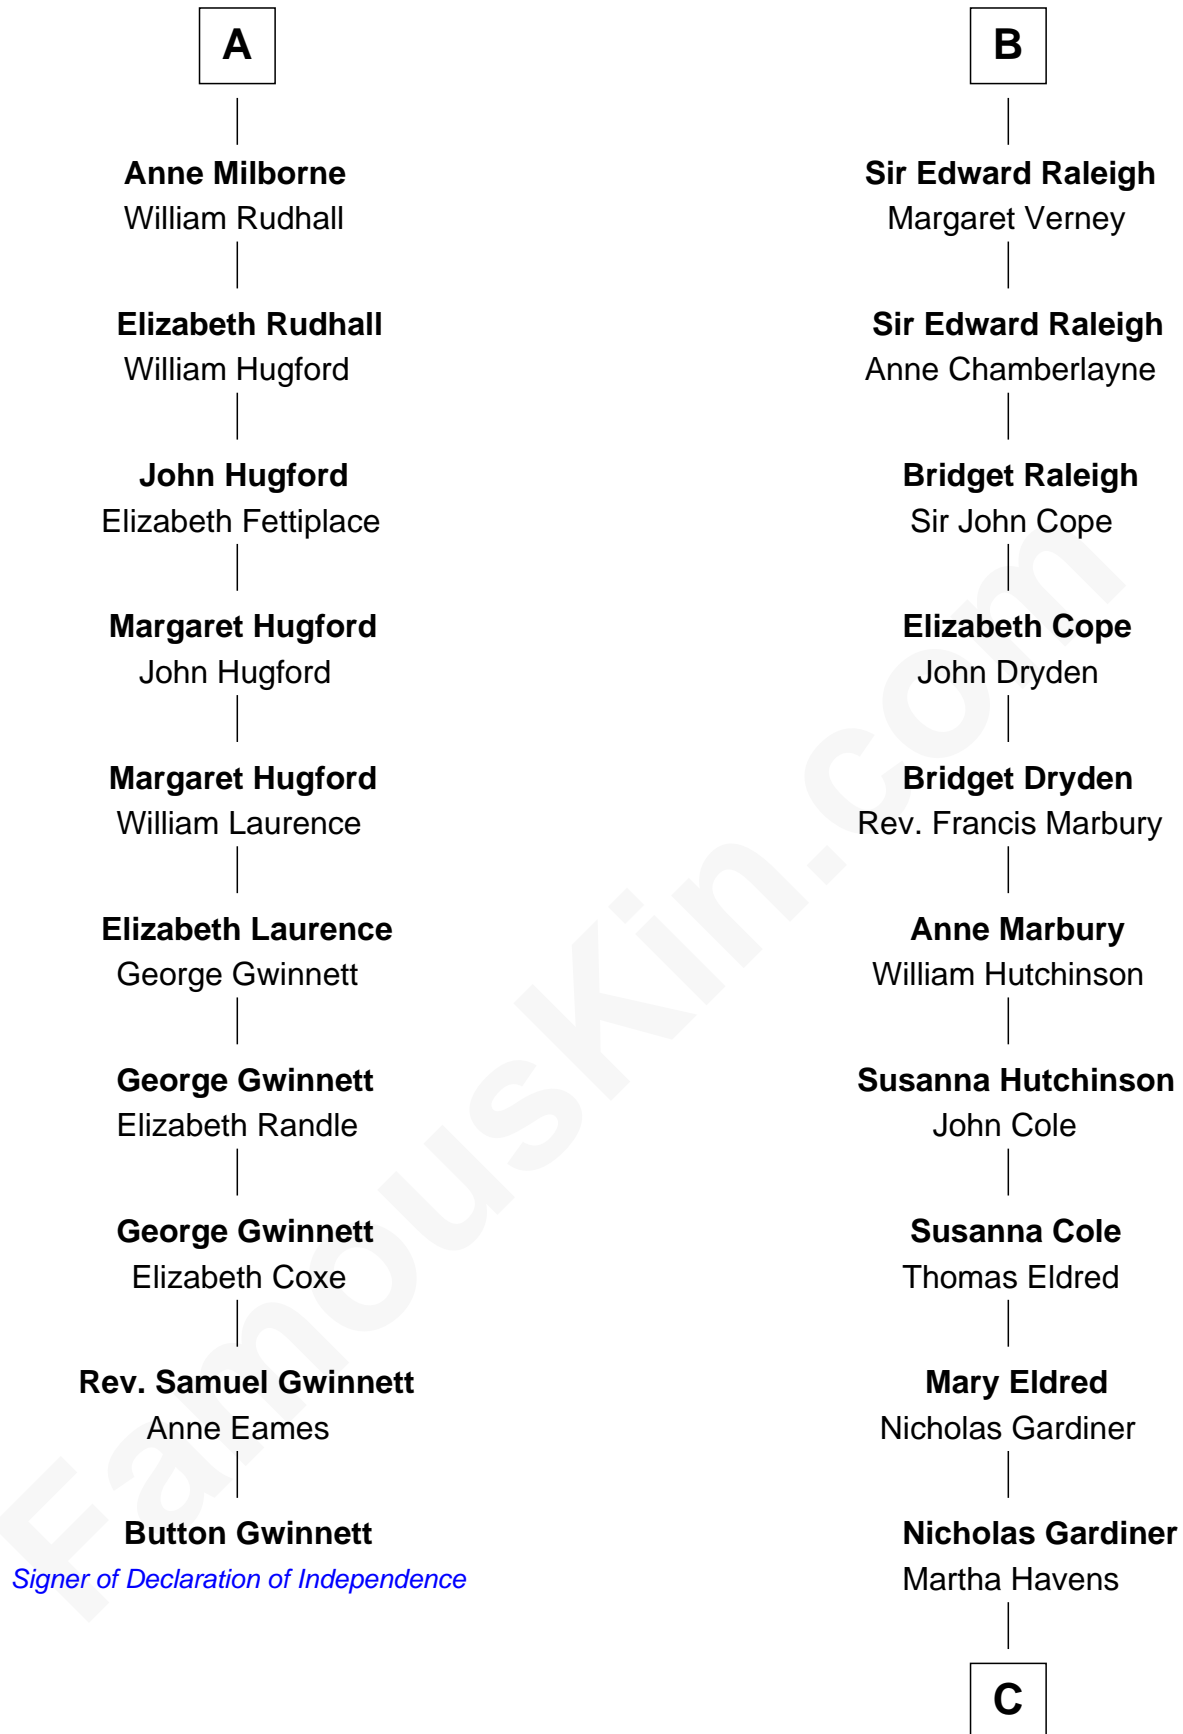 A
Anne Milborne
William Rudhall
Elizabeth Rudhall
William Hugford
John Hugford
Elizabeth Fettiplace
Margaret Hugford
John Hugford
Margaret Hugford
William Laurence
Elizabeth Laurence
George Gwinnett
George Gwinnett
Elizabeth Randle
George Gwinnett
Elizabeth Coxe
Rev. Samuel Gwinnett
Anne Eames
Button Gwinnett
Signer of Declaration of Independence
B
Sir Edward Raleigh
Margaret Verney
Sir Edward Raleigh
Anne Chamberlayne
Bridget Raleigh
Sir John Cope
Elizabeth Cope
John Dryden
Bridget Dryden
Rev. Francis Marbury
Anne Marbury
William Hutchinson
Susanna Hutchinson
John Cole
Susanna Cole
Thomas Eldred
Mary Eldred
Nicholas Gardiner
Nicholas Gardiner
Martha Havens
C
FamousKin.com